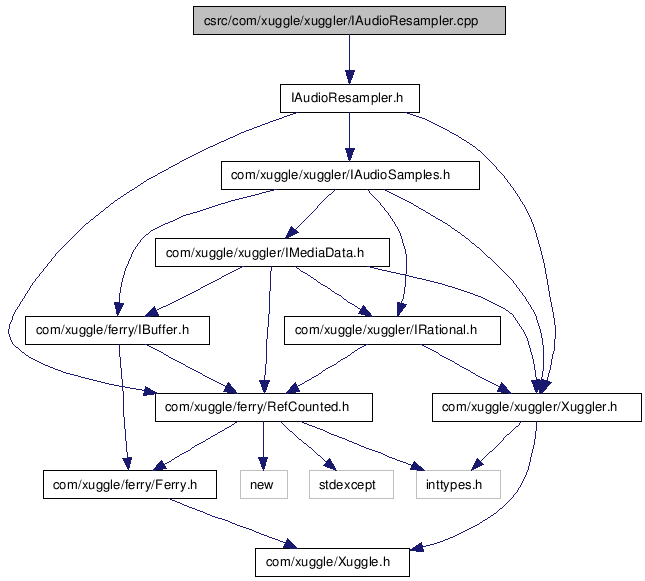 csrc/com/xuggle/xuggler/IAudioResampler.cpp
IAudioResampler.h
com/xuggle/xuggler/IAudioSamples.h
com/xuggle/xuggler/IMediaData.h
com/xuggle/ferry/IBuffer.h
com/xuggle/xuggler/IRational.h
com/xuggle/ferry/RefCounted.h
com/xuggle/xuggler/Xuggler.h
com/xuggle/ferry/Ferry.h
new
stdexcept
inttypes.h
com/xuggle/Xuggle.h